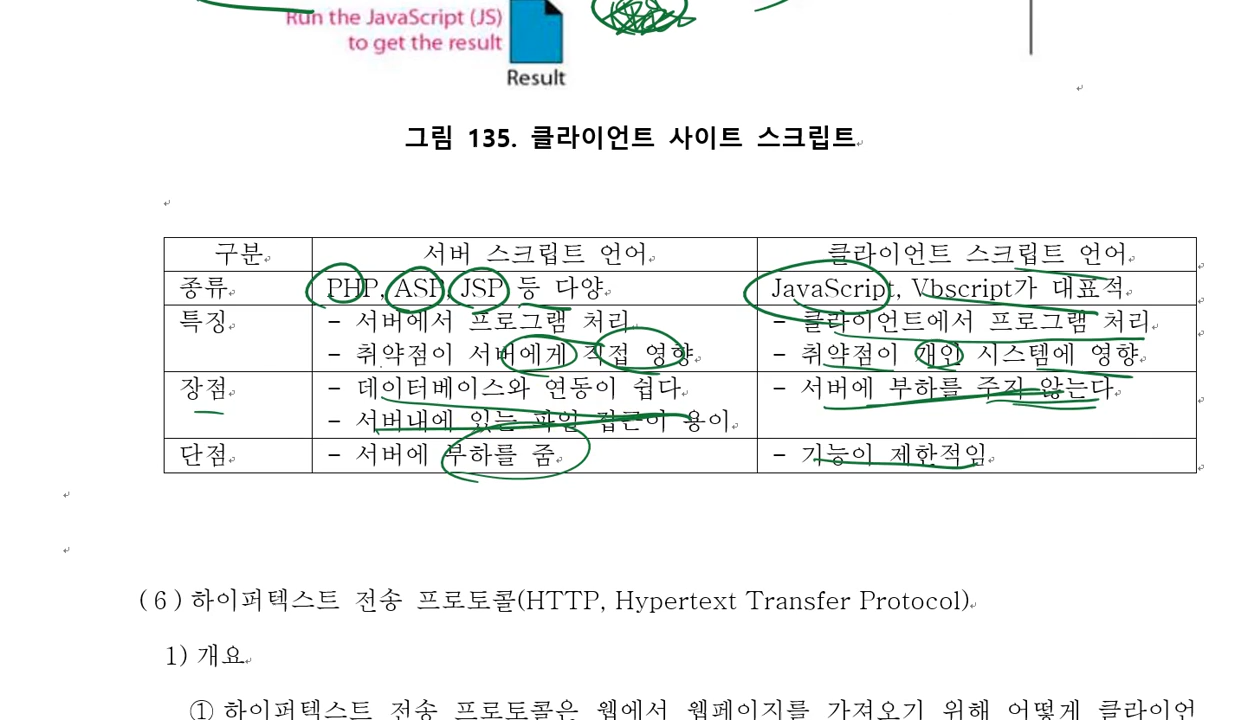 Run the JavaScript (JS)
to get the result
Result
그림 135. 클라이언트 사이트 스크립트
구분 서버 스크립트 언어 클라이언트 스크립트 언어
종류 PHP, ASP, JSP 등 다양 JavaScript, Vbscript가 대표적
특징 - 서버에서 프로그램 처리 - 클라이언트에서 프로그램 처리
- 취약점이 서버에게 직접 영향 - 취약점이 개인 시스템에 영향
장점 - 데이터베이스와 연동이 쉽다 - 서버에 부하를 주지 않는다
- 서버내에 있는 파일 접근이 용이
단점 - 서버에 부하를 줌 - 기능이 제한적임
(6) 하이퍼텍스트 전송 프로토콜(HTTP, Hypertext Transfer Protocol)
1) 개요
① 하이퍼텍스트 전송 프로토콜은 웹에서 웹페이지를 가져오기 위해 어떻게 클라이언